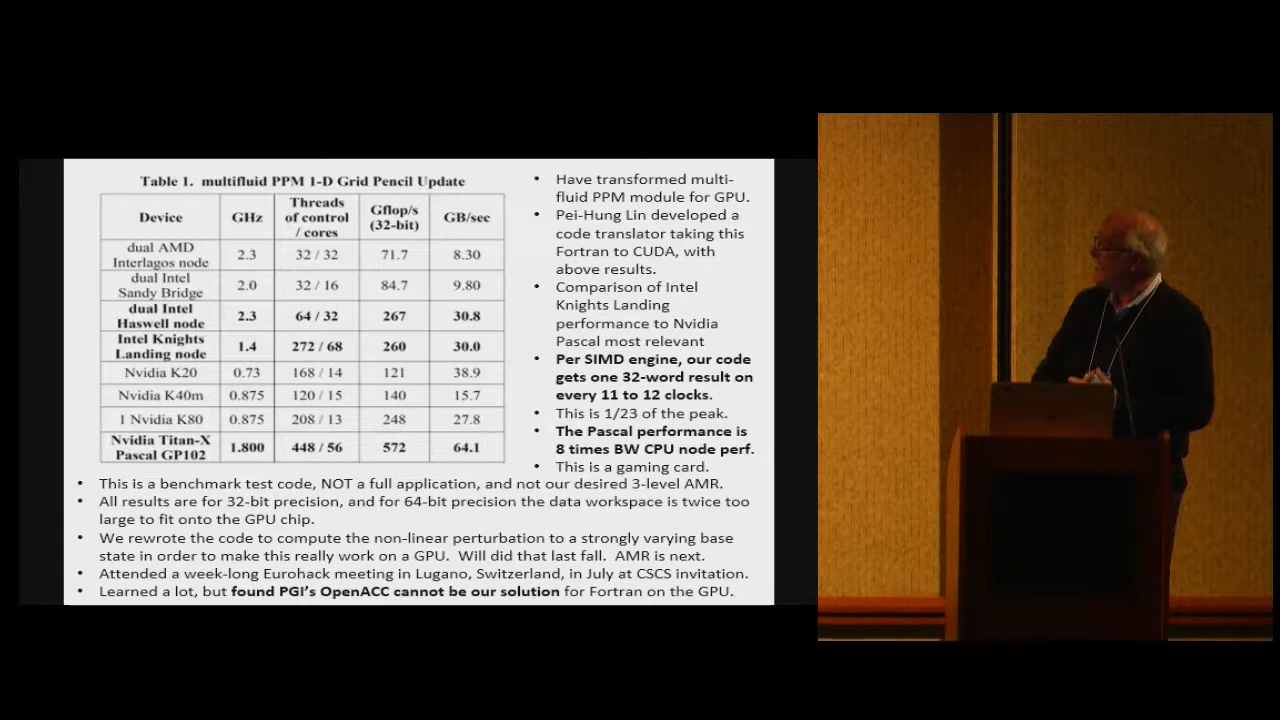 Table 1. multifluid PPM 1-D Grid Pencil Update
Device GHz Threads of control / cores Gflop/s (32-bit) GB/sec
dual AMD Interlagos node 2.3 32 / 32 71.7 8.30
dual Intel Sandy Bridge 2.0 32 / 16 84.7 9.80
dual Intel Haswell node 2.3 64 / 32 267 30.8
Intel Knights Landing node 1.4 272 / 68 260 30.0
Nvidia K20 0.73 168 / 14 121 38.9
Nvidia K40m 0.875 120 / 15 140 15.7
1 Nvidia K80 0.875 208 / 13 248 27.8
Nvidia Titan-X Pascal GP102 1.800 448 / 56 572 64.1
• Have transformed multi-
fluid PPM module for GPU.
• Pei-Hung Lin developed a
code translator taking this
Fortran to CUDA, with
above results.
• Comparison of Intel
Knights Landing
performance to Nvidia
Pascal most relevant
• Per SIMD engine, our code
gets one 32-word result on
every 11 to 12 clocks.
• This is 1/23 of the peak.
• The Pascal performance is
8 times BW CPU node perf.
• This is a gaming card.
• This is a benchmark test code, NOT a full application, and not our desired 3-level AMR.
• All results are for 32-bit precision, and for 64-bit precision the data workspace is twice too
large to fit onto the GPU chip.
• We rewrote the code to compute the non-linear perturbation to a strongly varying base
state in order to make this really work on a GPU. Will did that last fall. AMR is next.
• Attended a week-long Eurohack meeting in Lugano, Switzerland, in July at CSCS invitation.
• Learned a lot, but found PGI's OpenACC cannot be our solution for Fortran on the GPU.